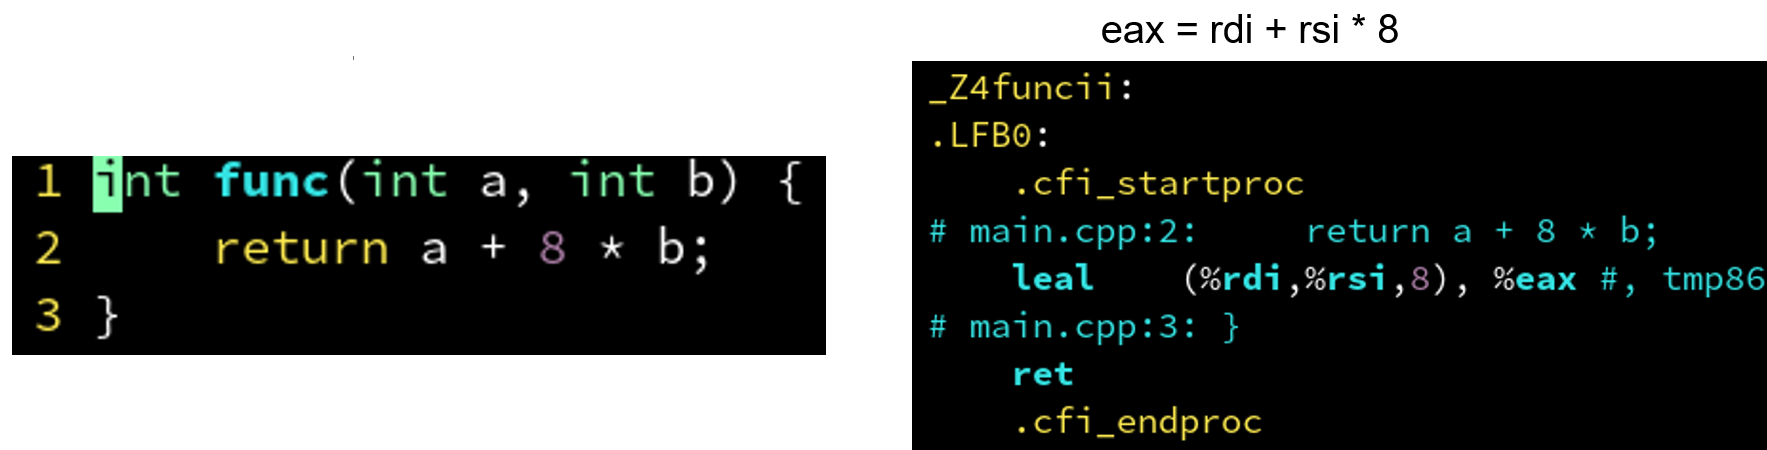 1 int func(int a, int b) {
2     return a + 8 * b;
3 }
eax = rdi + rsi * 8
_Z4funcii:
.LFB0:
    .cfi_startproc
# main.cpp:2:     return a + 8 * b;
    leal    (%rdi,%rsi,8), %eax #, tmp86
# main.cpp:3: }
    ret
    .cfi_endproc